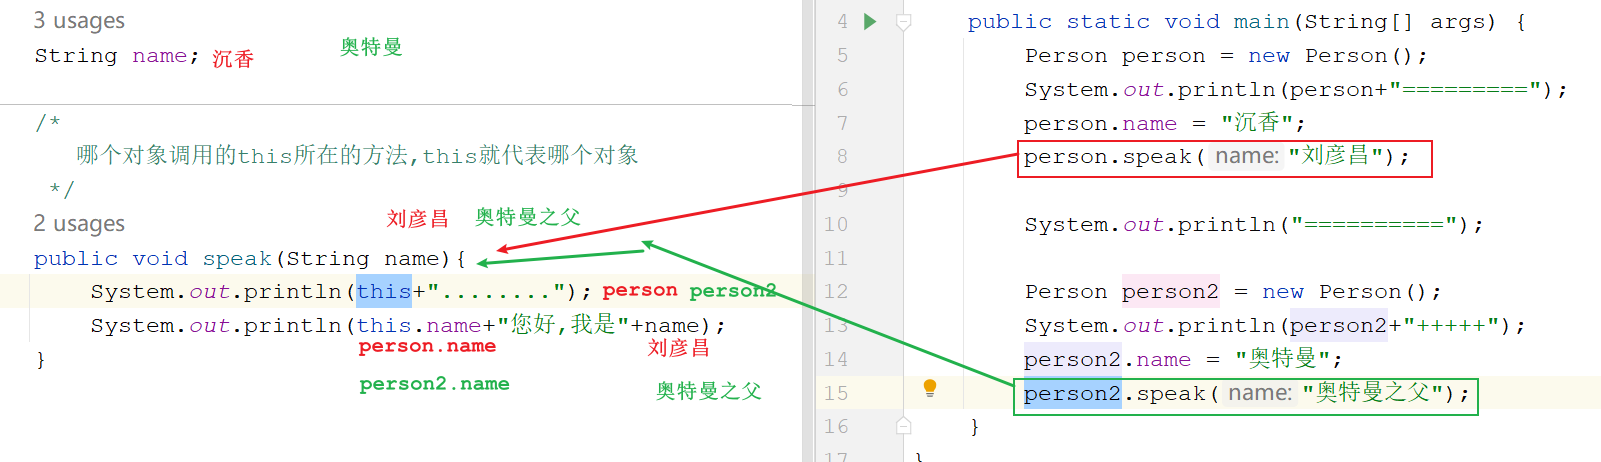 3 usages
String name; 沉香 奥特曼
/*
哪个对象调用的this所在的方法,this就代表哪个对象
*/
2 usages
刘彦昌 奥特曼之父
public void speak(String name){
System.out.println(this+"........"); person person2
System.out.println(this.name+"您好,我是"+name);
person.name 刘彦昌
}
person2.name 奥特曼之父
4 public static void main(String[] args) {
5 Person person = new Person();
6 System.out.println(person+"=========");
7 person.name = "沉香";
8 person.speak( name: "刘彦昌");
9
10 System.out.println("==========");
11
12 Person person2 = new Person();
13 System.out.println(person2+"+++++");
14 person2.name = "奥特曼";
15 person2.speak( name: "奥特曼之父");
16 }
17 }